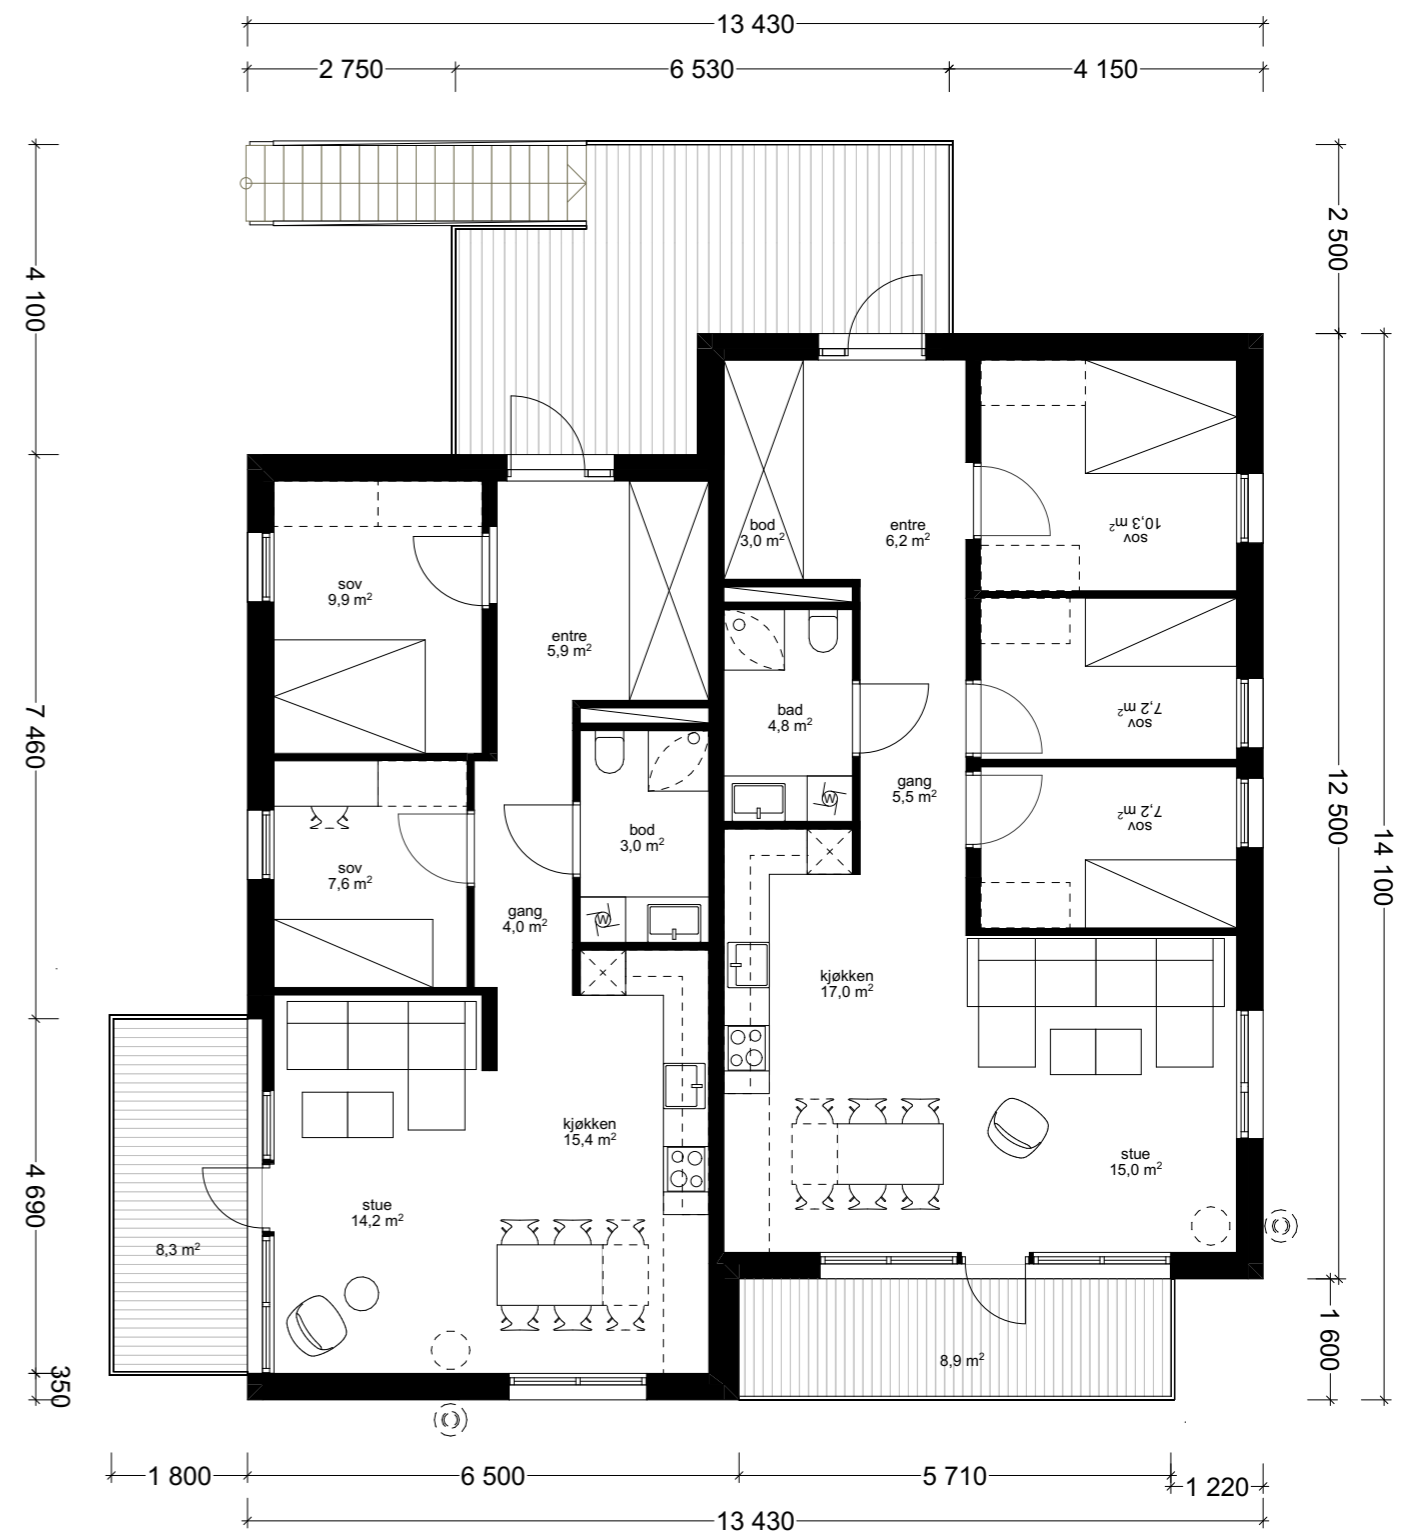 13 430
2 750
6 530
4 150
4 100
2 500
bod
3,0 m²
entre
6,2 m²
sov
10,3 m²
sov
9,9 m²
entre
5,9 m²
bad
4,8 m²
sov
7,2 m²
7 460
gang
5,5 m²
sov
7,2 m²
12 500
14 100
W
bod
3,0 m²
sov
7,6 m²
gang
4,0 m²
W
kjøkken
17,0 m²
kjøkken
15,4 m²
stue
15,0 m²
4 690
stue
14,2 m²
8,3 m²
8,9 m²
1 600
350
1 800
6 500
5 710
1 220
13 430